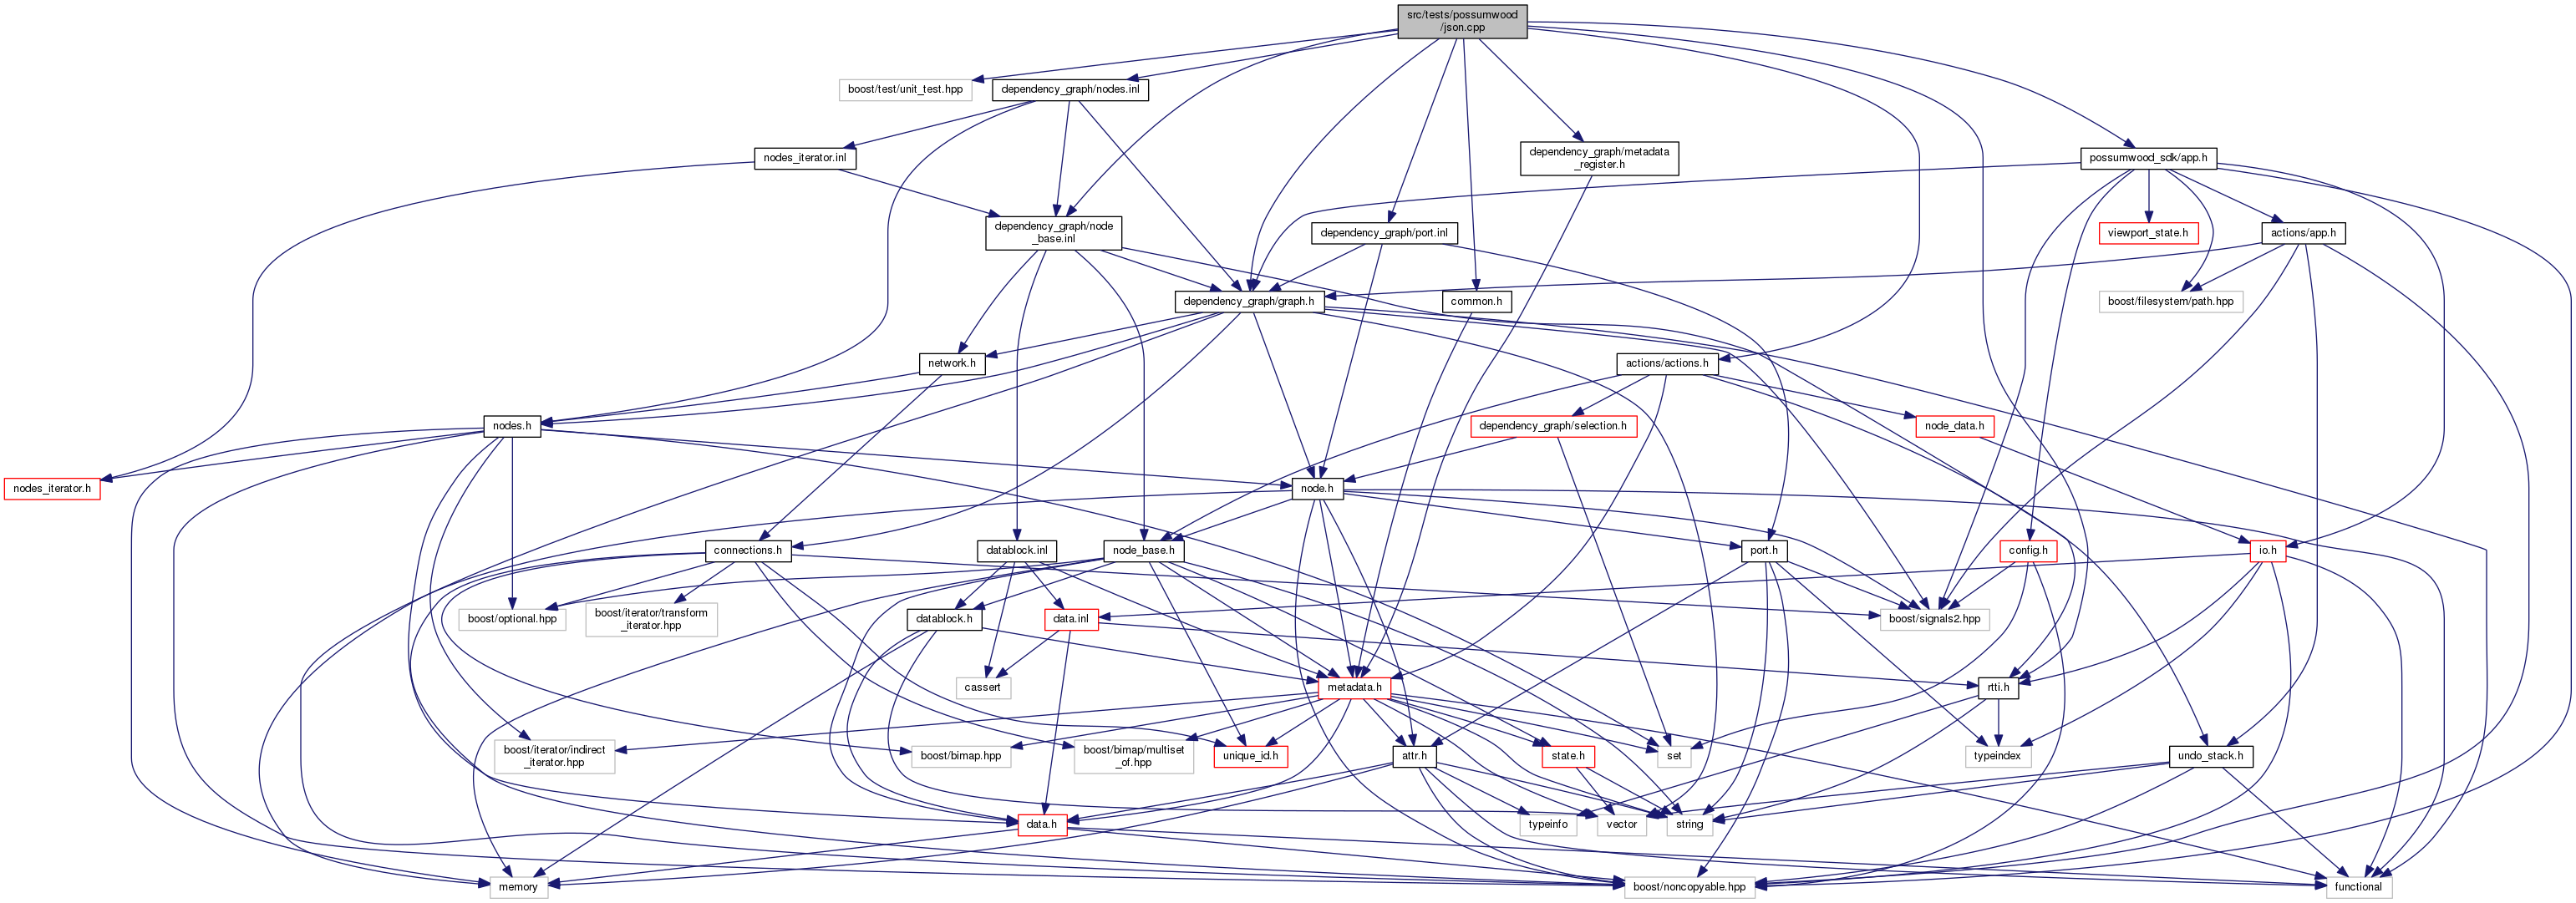 src/tests/possumwood
/json.cpp
boost/test/unit_test.hpp
dependency_graph/nodes.inl
nodes_iterator.inl
dependency_graph/metadata
_register.h
possumwood_sdk/app.h
dependency_graph/node
_base.inl
dependency_graph/port.inl
viewport_state.h
actions/app.h
dependency_graph/graph.h
common.h
boost/filesystem/path.hpp
network.h
actions/actions.h
nodes.h
dependency_graph/selection.h
node_data.h
nodes_iterator.h
node.h
connections.h
datablock.inl
node_base.h
port.h
config.h
io.h
boost/optional.hpp
boost/iterator/transform
_iterator.hpp
datablock.h
data.inl
boost/signals2.hpp
cassert
metadata.h
rtti.h
boost/iterator/indirect
_iterator.hpp
boost/bimap.hpp
boost/bimap/multiset
_of.hpp
unique_id.h
attr.h
state.h
set
typeindex
undo_stack.h
data.h
typeinfo
vector
string
memory
boost/noncopyable.hpp
functional